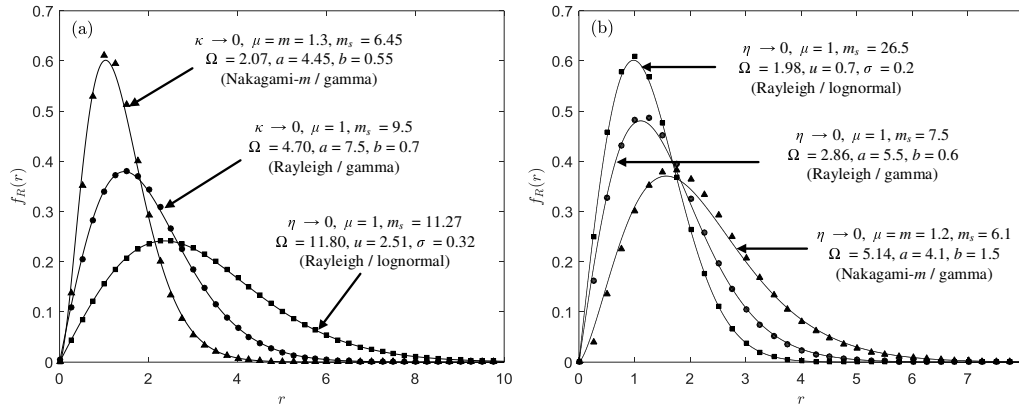 (a)
κ → 0, μ = m = 1.3, m_s = 6.45
Ω = 2.07, a = 4.45, b = 0.55
(Nakagami-m / gamma)
κ → 0, μ = 1, m_s = 9.5
Ω = 4.70, a = 7.5, b = 0.7
(Rayleigh / gamma)
η → 0, μ = 1, m_s = 11.27
Ω = 11.80, u = 2.51, σ = 0.32
(Rayleigh / lognormal)
f_R(r)
0.6
0.5
0.4
0.3
0.2
0.1
0
0 2 4 6 8 10
r
(b)
η → 0, μ = 1, m_s = 26.5
Ω = 1.98, u = 0.7, σ = 0.2
(Rayleigh / lognormal)
η → 0, μ = 1, m_s = 7.5
Ω = 2.86, a = 5.5, b = 0.6
(Rayleigh / gamma)
η → 0, μ = m = 1.2, m_s = 6.1
Ω = 5.14, a = 4.1, b = 1.5
(Nakagami-m / gamma)
f_R(r)
0.6
0.5
0.4
0.3
0.2
0.1
0
0 1 2 3 4 5 6 7
r